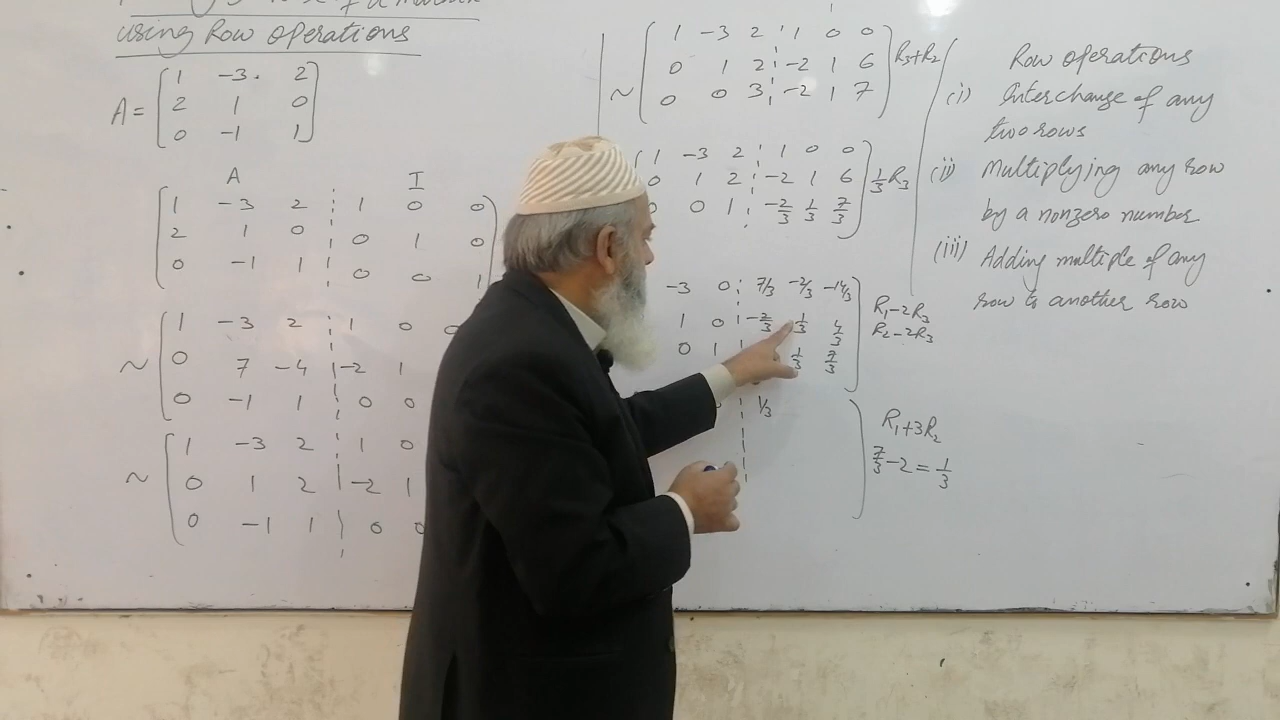 using Row operations
A = [1 -3 2
2 1 0
0 -1 1]
A I
[1 -3 2 ¦ 1 0 0
2 1 0 ¦ 0 1 0
0 -1 1 ¦ 0 0 1
~ [1 -3 2 ¦ 1 0 0
0 7 -4 ¦ -2 1
0 -1 1 ¦ 0 0
~ [1 -3 2 ¦ 1 0
0 1 2 ¦ -2 1
0 -1 1 ¦ 0 0
~ [1 -3 2 ¦ 1 0 0
0 1 2 ¦ -2 1 6
0 0 3 ¦ -2 1 7] R3+R2
1 -3 2 ¦ 1 0 0
0 1 2 ¦ -2 1 6
0 0 1 ¦ -2/3 1/3 7/3] 1/3 R3
-3 0 ¦ 7/3 -2/3 -14/3
1 0 ¦ -2/3 1/3 4/3
0 1 ¦ 1/3 7/3] R1-2R3
R2-2R3
1/3
R1+3R2
7/3-2=1/3
Row operations
(i) Interchange of any
two rows
(ii) Multiplying any row
by a nonzero number
(iii) Adding multiple of any
row to another row